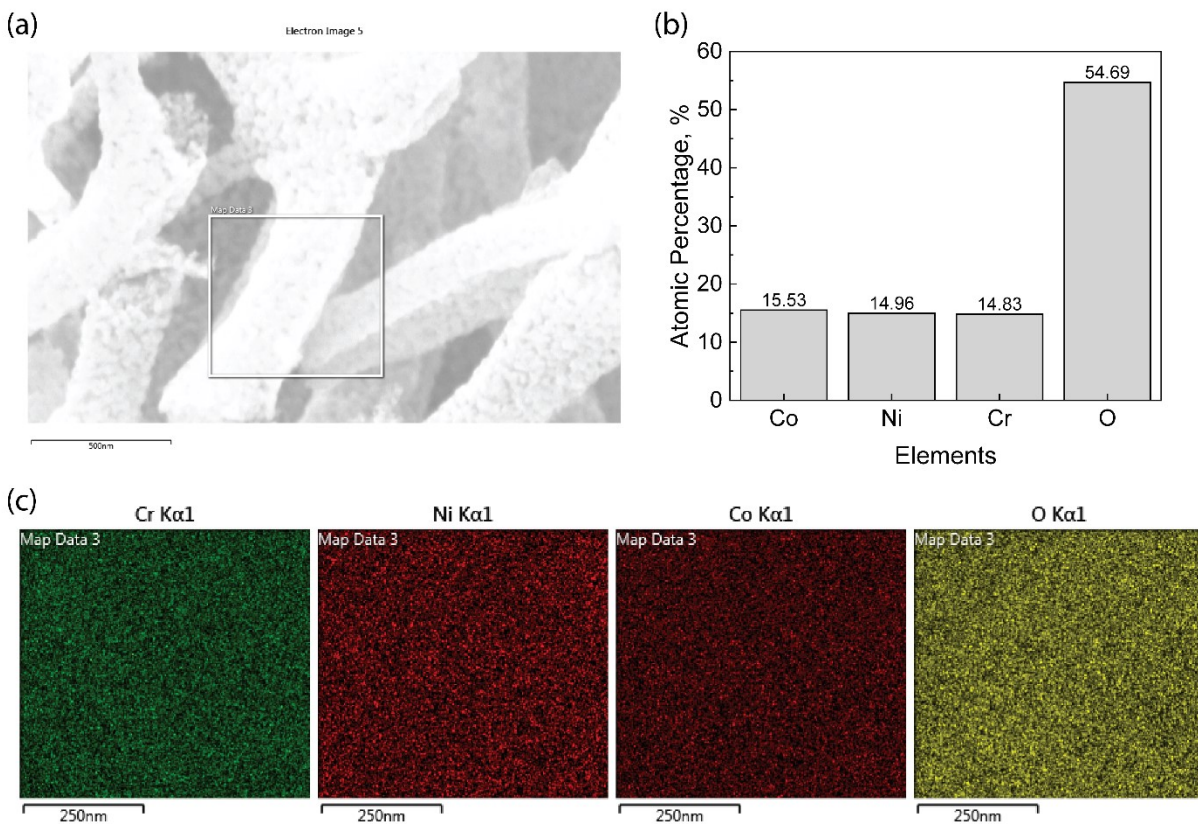 (a)
Electron Image 5
Map Data 3
500nm
(b)
Atomic Percentage, %
60
50
40
30
20
10
0
15.53
14.96
14.83
54.69
Co Ni Cr O
Elements
(c)
Cr Kα1 Ni Kα1 Co Kα1 O Kα1
Map Data 3 Map Data 3 Map Data 3 Map Data 3
250nm 250nm 250nm 250nm